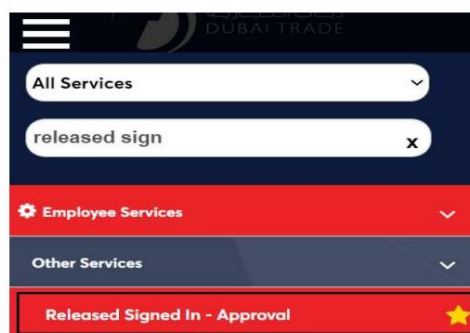 DUBAI TRADE
All Services
released sign
x
Employee Services
Other Services
Released Signed In - Approval